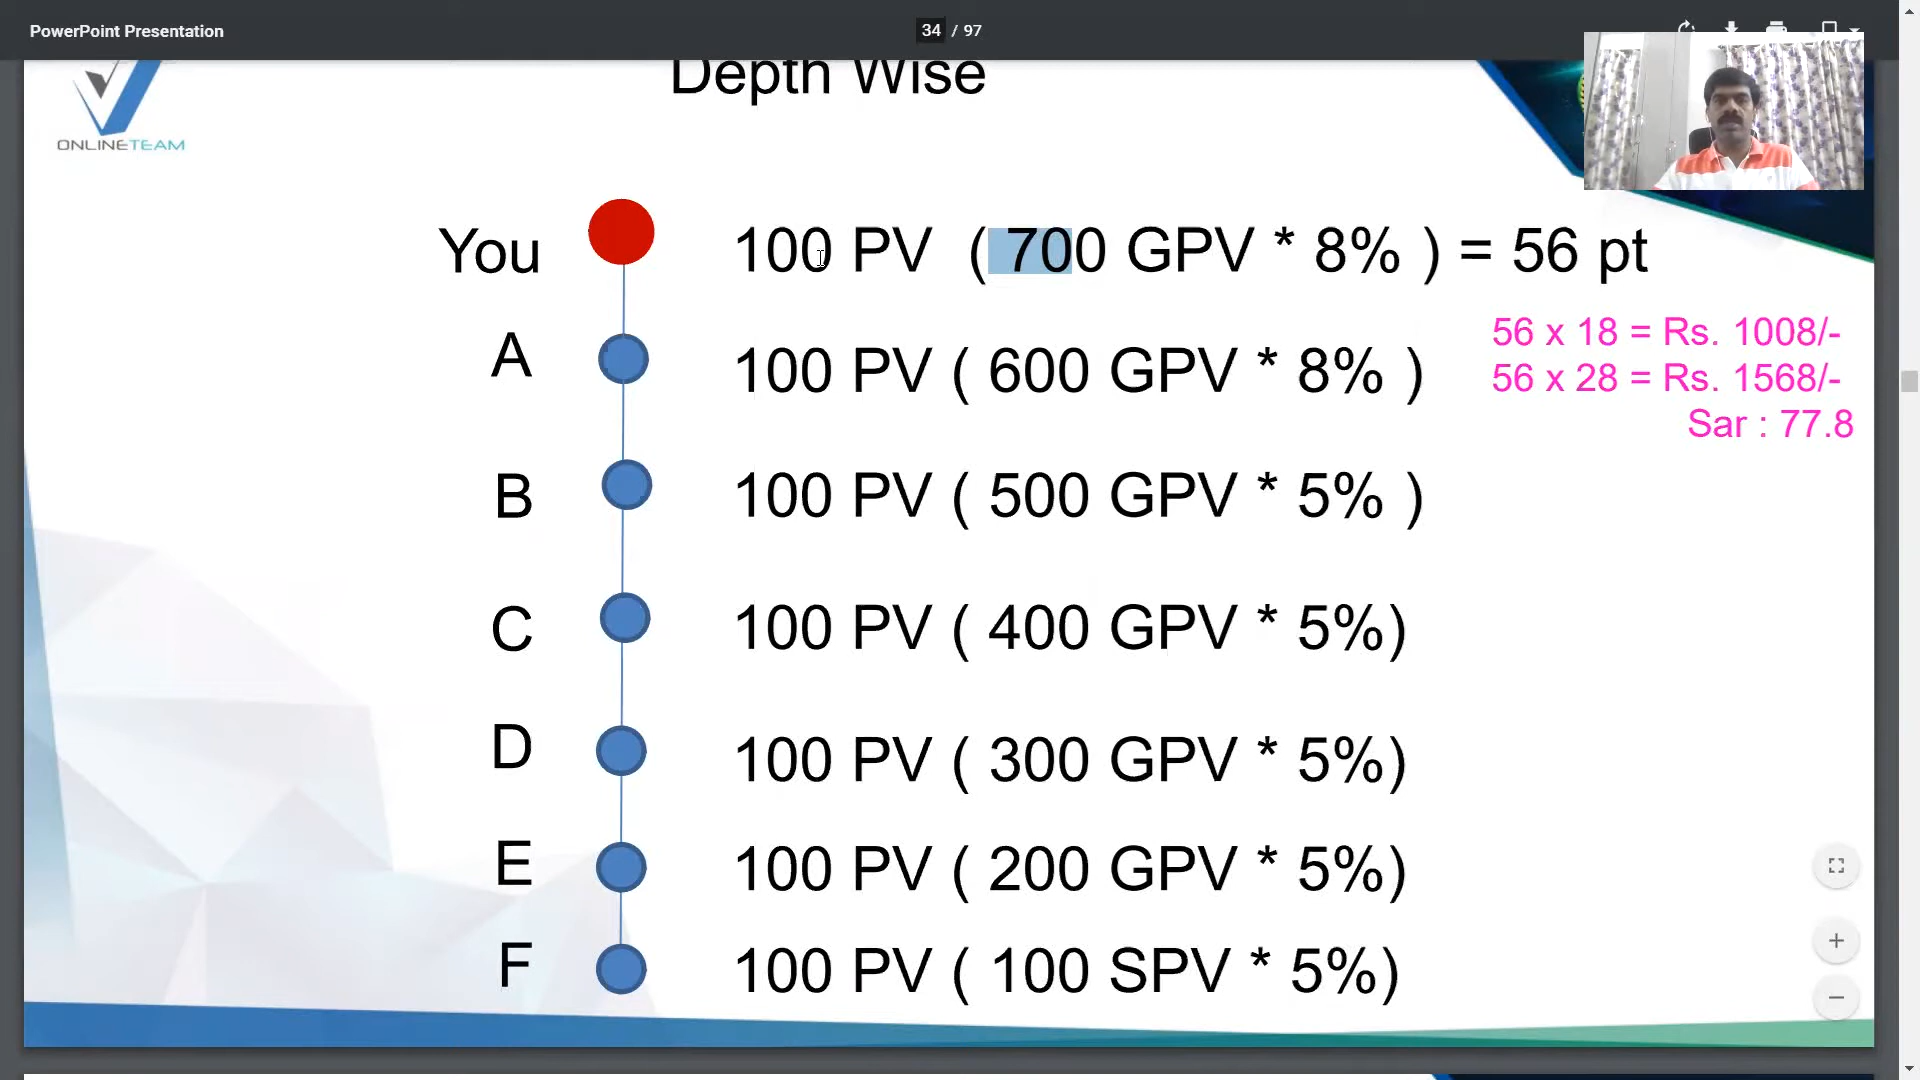 PowerPoint Presentation
34 / 97
Depth Wise
ONLINETEAM
You 100 PV ( 700 GPV * 8% ) = 56 pt
56 x 18 = Rs. 1008/-
56 x 28 = Rs. 1568/-
Sar : 77.8
A 100 PV ( 600 GPV * 8% )
B 100 PV ( 500 GPV * 5% )
C 100 PV ( 400 GPV * 5%)
D 100 PV ( 300 GPV * 5%)
E 100 PV ( 200 GPV * 5%)
F 100 PV ( 100 SPV * 5%)